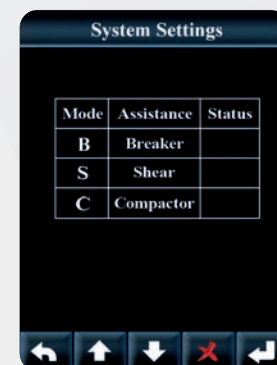 System Settings
Mode Assistance Status
B Breaker
S Shear
C Compactor